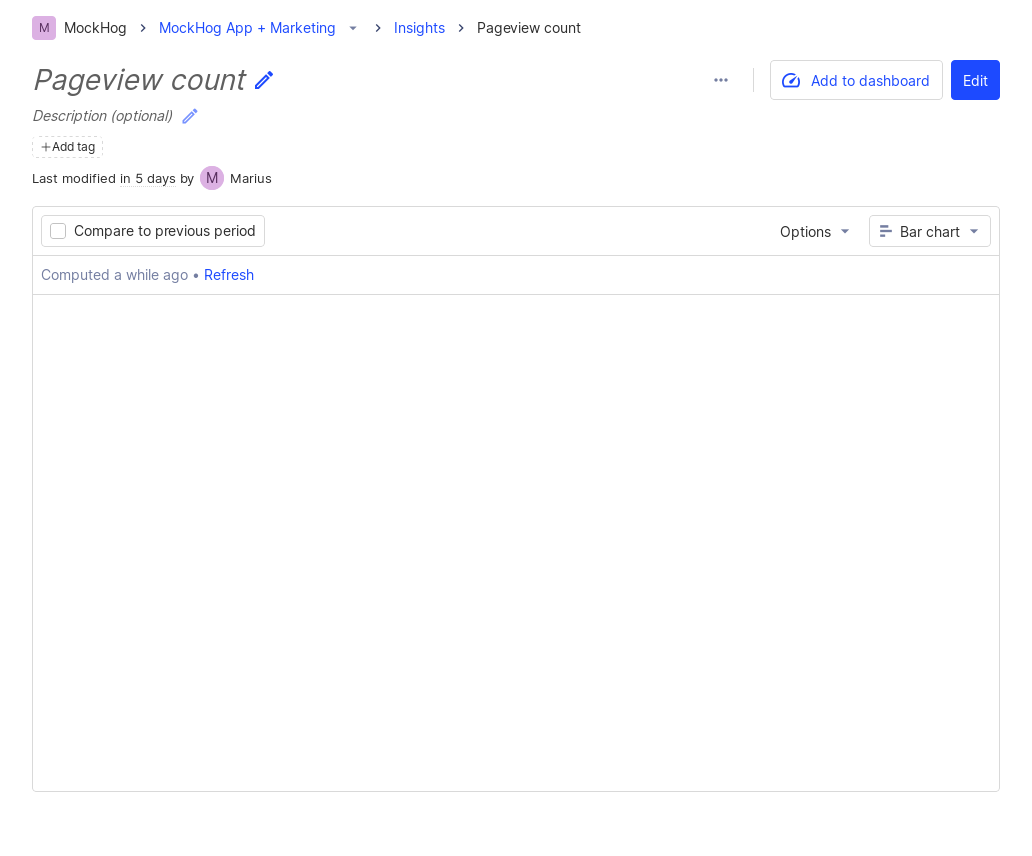 M MockHog MockHog App + Marketing Insights Pageview count
Pageview count
Add to dashboard
Edit
Description (optional)
Add tag
Last modified in 5 days by M Marius
Compare to previous period
Options
Bar chart
Computed a while ago • Refresh